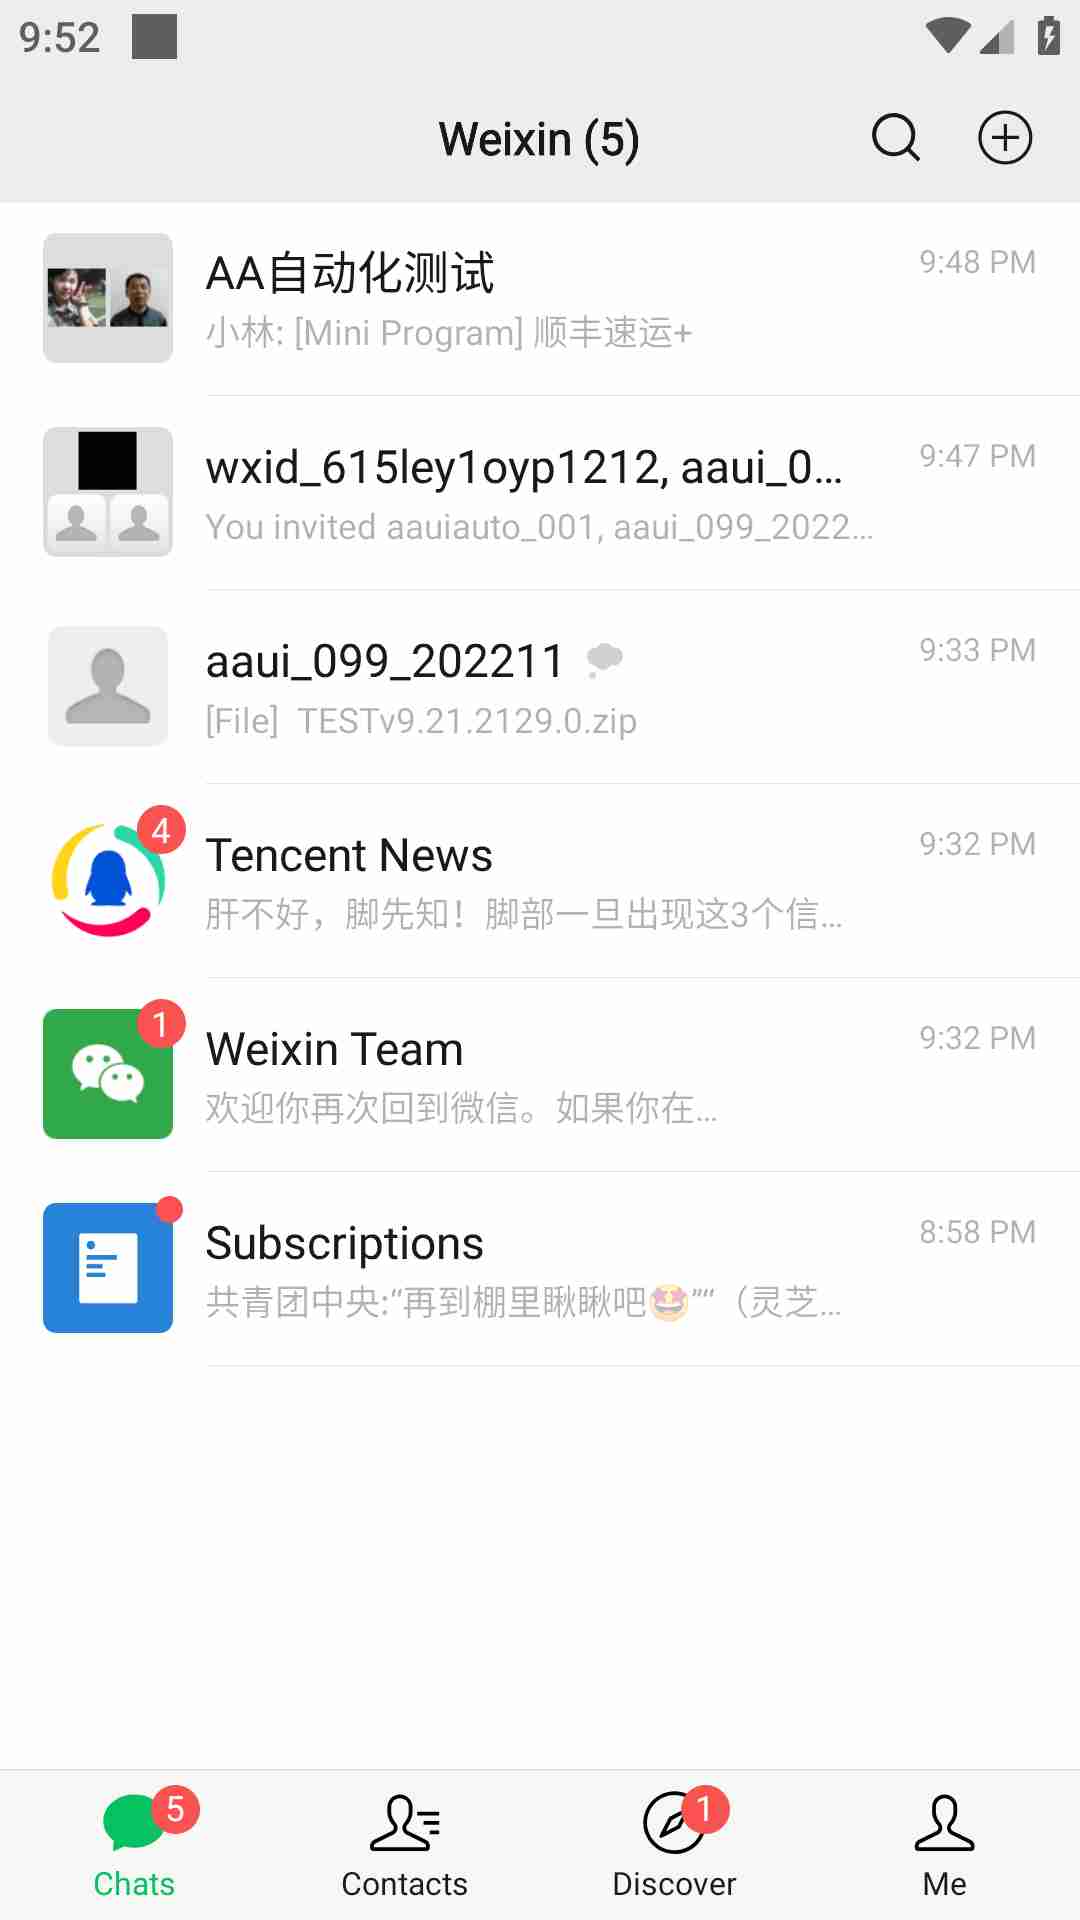 9:52
Weixin (5)
AA自动化测试
9:48 PM
小林: [Mini Program] 顺丰速运+
wxid_615ley1oyp1212, aaui_0...
9:47 PM
You invited aauiauto_001, aaui_099_2022...
aaui_099_202211
9:33 PM
[File] TESTv9.21.2129.0.zip
4
Tencent News
9:32 PM
肝不好，脚先知！脚部一旦出现这3个信...
1
Weixin Team
9:32 PM
欢迎你再次回到微信。如果你在...
Subscriptions
8:58 PM
共青团中央:“再到棚里瞅瞅吧🤩”“（灵芝...
5
1
Chats
Contacts
Discover
Me